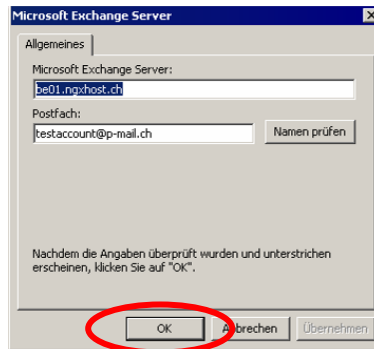 Microsoft Exchange Server
Allgemeines
Microsoft Exchange Server:
be01.ngxhost.ch
Postfach:
testaccount@p-mail.ch
Namen prüfen
Nachdem die Angaben überprüft wurden und unterstrichen
erscheinen, klicken Sie auf "OK".
OK
Abbrechen
Übernehmen